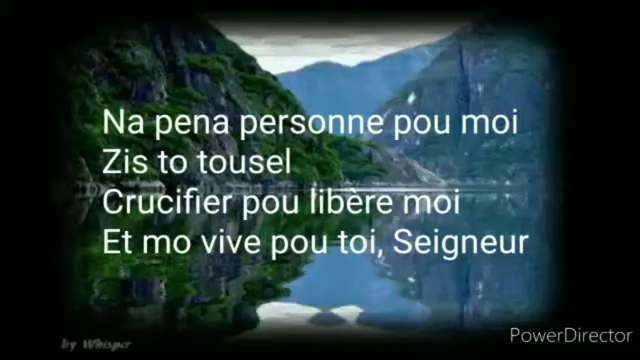 Na pena personne pou moi
Zis to tousel
Crucifier pou libère moi
Et mo vive pou toi, Seigneur
by Whisper
PowerDirector